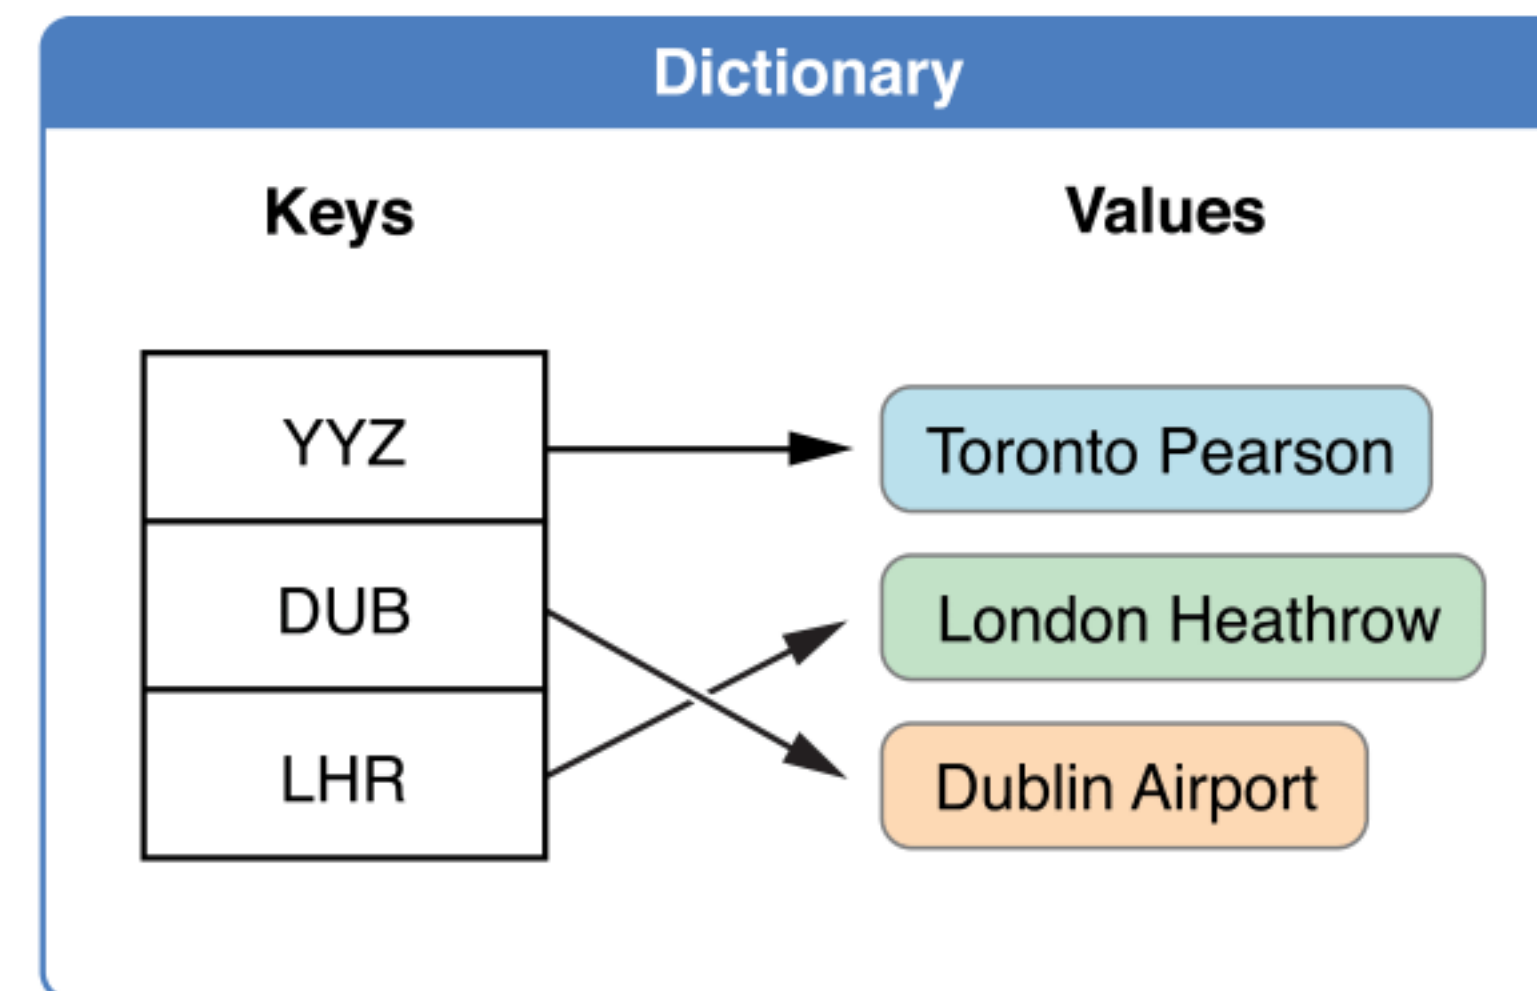 Dictionary
Keys
Values
YYZ
Toronto Pearson
DUB
London Heathrow
LHR
Dublin Airport